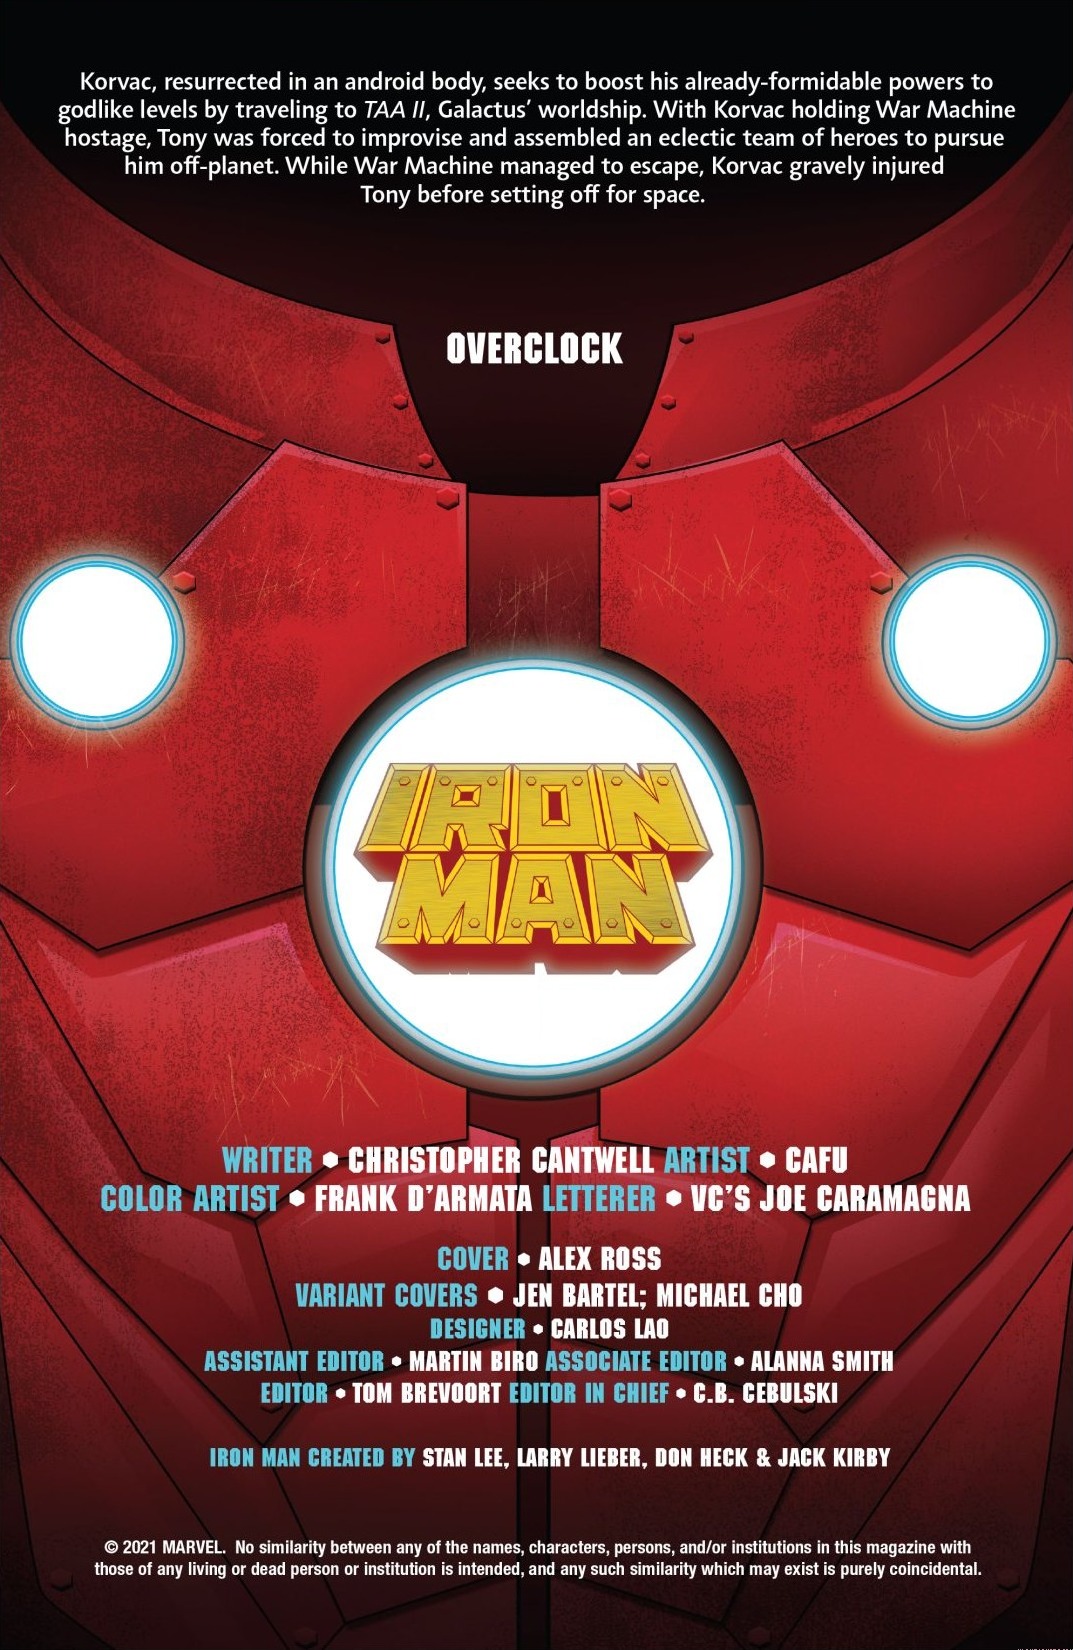 Korvac, resurrected in an android body, seeks to boost his already-formidable powers to
godlike levels by traveling to TAA II, Galactus’ worldship. With Korvac holding War Machine
hostage, Tony was forced to improvise and assembled an eclectic team of heroes to pursue
him off-planet. While War Machine managed to escape, Korvac gravely injured
Tony before setting off for space.
OVERCLOCK
IRON
MAN
WRITER • CHRISTOPHER CANTWELL ARTIST • CAFU
COLOR ARTIST • FRANK D’ARMATA LETTERER • VC’S JOE CARAMAGNA
COVER • ALEX ROSS
VARIANT COVERS • JEN BARTEL; MICHAEL CHO
DESIGNER • CARLOS LAO
ASSISTANT EDITOR • MARTIN BIRO ASSOCIATE EDITOR • ALANNA SMITH
EDITOR • TOM BREVOORT EDITOR IN CHIEF • C.B. CEBULSKI
IRON MAN CREATED BY STAN LEE, LARRY LIEBER, DON HECK & JACK KIRBY
© 2021 MARVEL. No similarity between any of the names, characters, persons, and/or institutions in this magazine with
those of any living or dead person or institution is intended, and any such similarity which may exist is purely coincidental.